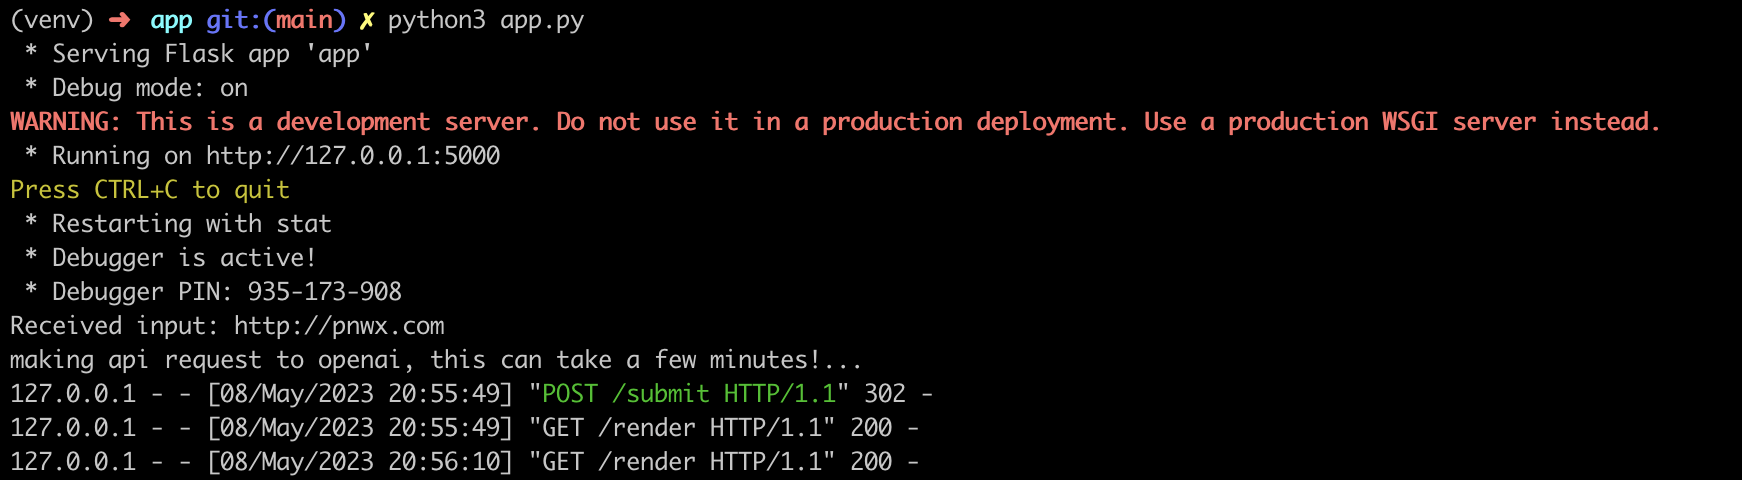 (venv) ➜ app git:(main) ✗ python3 app.py
* Serving Flask app 'app'
* Debug mode: on
WARNING: This is a development server. Do not use it in a production deployment. Use a production WSGI server instead.
* Running on http://127.0.0.1:5000
Press CTRL+C to quit
* Restarting with stat
* Debugger is active!
* Debugger PIN: 935-173-908
Received input: http://pnwx.com
making api request to openai, this can take a few minutes!...
127.0.0.1 - - [08/May/2023 20:55:49] "POST /submit HTTP/1.1" 302 -
127.0.0.1 - - [08/May/2023 20:55:49] "GET /render HTTP/1.1" 200 -
127.0.0.1 - - [08/May/2023 20:56:10] "GET /render HTTP/1.1" 200 -